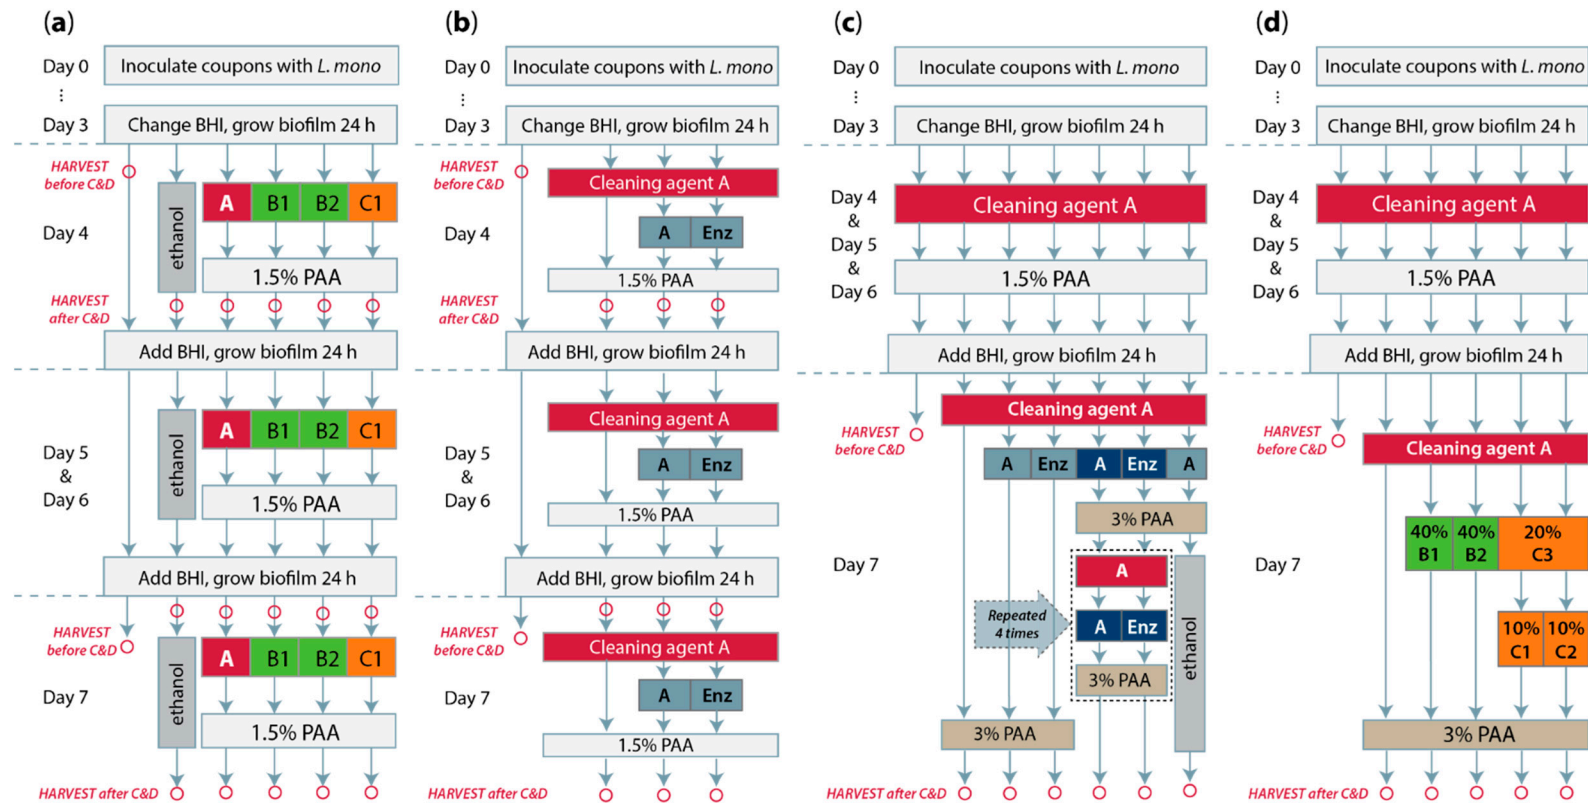 (a)
Day 0
Inoculate coupons with L. mono
Day 3
Change BHI, grow biofilm 24 h
HARVEST
before C&D
ethanol
A
B1
B2
C1
Day 4
1.5% PAA
HARVEST
after C&D
Add BHI, grow biofilm 24 h
ethanol
A
B1
B2
C1
Day 5
&
Day 6
1.5% PAA
Add BHI, grow biofilm 24 h
HARVEST
before C&D
ethanol
A
B1
B2
C1
Day 7
1.5% PAA
HARVEST after C&D
(b)
Day 0
Inoculate coupons with L. mono
Day 3
Change BHI, grow biofilm 24 h
HARVEST
before C&D
Cleaning agent A
Day 4
A
Enz
1.5% PAA
HARVEST
after C&D
Add BHI, grow biofilm 24 h
Cleaning agent A
Day 5
&
Day 6
A
Enz
1.5% PAA
Add BHI, grow biofilm 24 h
HARVEST
before C&D
Cleaning agent A
Day 7
A
Enz
1.5% PAA
HARVEST after C&D
(c)
Day 0
Inoculate coupons with L. mono
Day 3
Change BHI, grow biofilm 24 h
Day 4
&
Day 5
&
Day 6
Cleaning agent A
1.5% PAA
Add BHI, grow biofilm 24 h
Cleaning agent A
HARVEST
before C&D
A
Enz
A
Enz
A
3% PAA
Day 7
A
Repeated
4 times
A
Enz
3% PAA
ethanol
3% PAA
HARVEST after C&D
(d)
Day 0
Inoculate coupons with L. mono
Day 3
Change BHI, grow biofilm 24 h
Day 4
&
Day 5
&
Day 6
Cleaning agent A
1.5% PAA
Add BHI, grow biofilm 24 h
HARVEST
before C&D
Cleaning agent A
40%
B1
40%
B2
20%
C3
Day 7
10%
C1
10%
C2
3% PAA
HARVEST after C&D